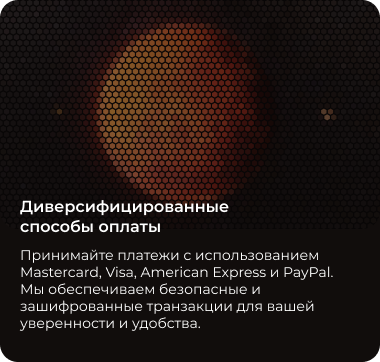 Диверсифицированные
способы оплаты
Принимайте платежи с использованием
Mastercard, Visa, American Express и PayPal.
Мы обеспечиваем безопасные и
зашифрованные транзакции для вашей
уверенности и удобства.